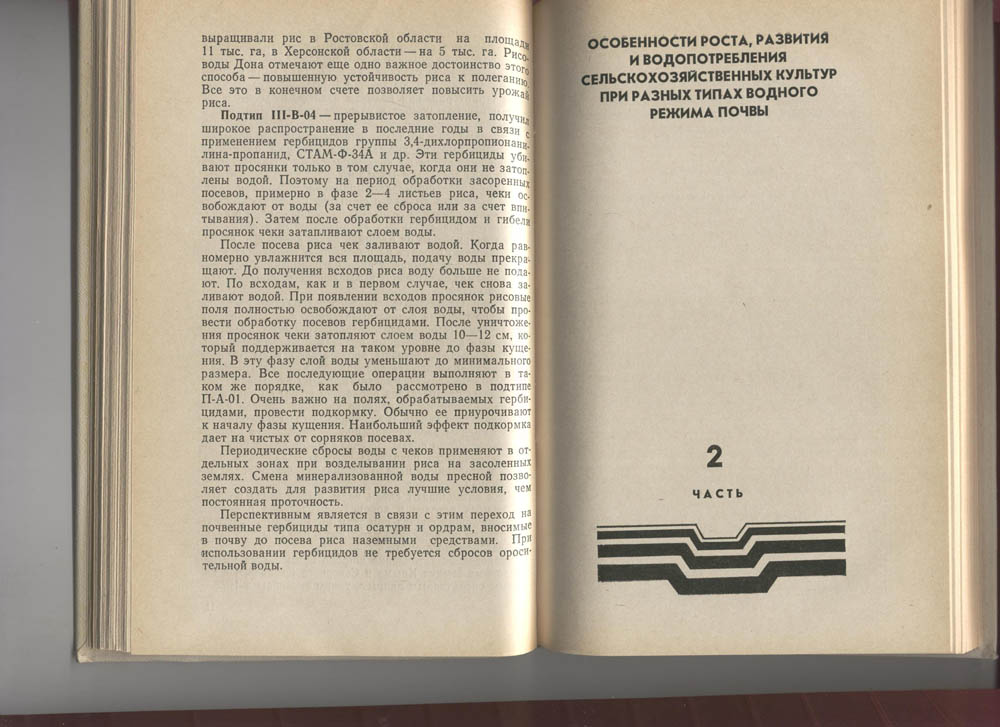 выращивали рис в Ростовской области на площади
11 тыс. га, в Херсонской области — на 5 тыс. га. Рисо-
воды Дона отмечают еще одно важное достоинство этого
способа — повышенную устойчивость риса к полеганию.
Все это в конечном счете позволяет повысить урожай
риса.
Подтип III-В-04 — прерывистое затопление, получил
широкое распространение в последние годы в связи с
применением гербицидов группы 3,4-дихлорпропионани-
лина-пропанид, СТАМ-Ф-34А и др. Эти гербициды уби-
вают просянки только в том случае, когда они не затоп-
лены водой. Поэтому на период обработки засоренных
посевов, примерно в фазе 2—4 листьев риса, чеки ос-
вобождают от воды (за счет ее сброса или за счет впи-
тывания). Затем после обработки гербицидом и гибели
просянок чеки затапливают слоем воды.
После посева риса чек заливают водой. Когда рав-
номерно увлажнится вся площадь, подачу воды прекра-
щают. До получения всходов риса воду больше не пода-
ют. По всходам, как и в первом случае, чек снова за-
ливают водой. При появлении всходов просянок рисовые
поля полностью освобождают от слоя воды, чтобы про-
вести обработку посевов гербицидами. После уничтоже-
ния просянок чеки затопляют слоем воды 10—12 см, ко-
торый поддерживается на таком уровне до фазы куще-
ния. В эту фазу слой воды уменьшают до минимального
размера. Все последующие операции выполняют в та-
ком же порядке, как было рассмотрено в подтипе
П-А-01. Очень важно на полях, обрабатываемых герби-
цидами, провести подкормку. Обычно ее приурочивают
к началу фазы кущения. Наибольший эффект подкормка
дает на чистых от сорняков посевах.
Периодические сбросы воды с чеков применяют в от-
дельных зонах при возделывании риса на засоленных
землях. Смена минерализованной воды пресной позво-
ляет создать для развития риса лучшие условия, чем
постоянная проточность.
Перспективным является в связи с этим переход на
почвенные гербициды типа осатурн и ордрам, вносимые
в почву до посева риса наземными средствами. При
использовании гербицидов не требуется сбросов ороси-
тельной воды.
ОСОБЕННОСТИ РОСТА, РАЗВИТИЯ
И ВОДОПОТРЕБЛЕНИЯ
СЕЛЬСКОХОЗЯЙСТВЕННЫХ КУЛЬТУР
ПРИ РАЗНЫХ ТИПАХ ВОДНОГО
РЕЖИМА ПОЧВЫ
2
ЧАСТЬ